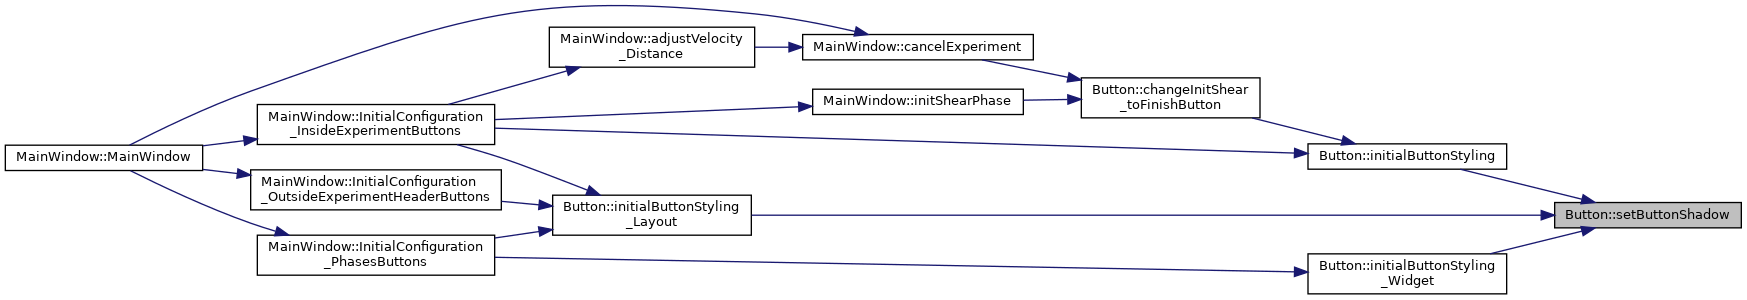 MainWindow::adjustVelocity
_Distance
MainWindow::cancelExperiment
Button::changeInitShear
_toFinishButton
MainWindow::initShearPhase
MainWindow::InitialConfiguration
_InsideExperimentButtons
MainWindow::MainWindow
Button::initialButtonStyling
MainWindow::InitialConfiguration
_OutsideExperimentHeaderButtons
Button::initialButtonStyling
_Layout
Button::setButtonShadow
MainWindow::InitialConfiguration
_PhasesButtons
Button::initialButtonStyling
_Widget